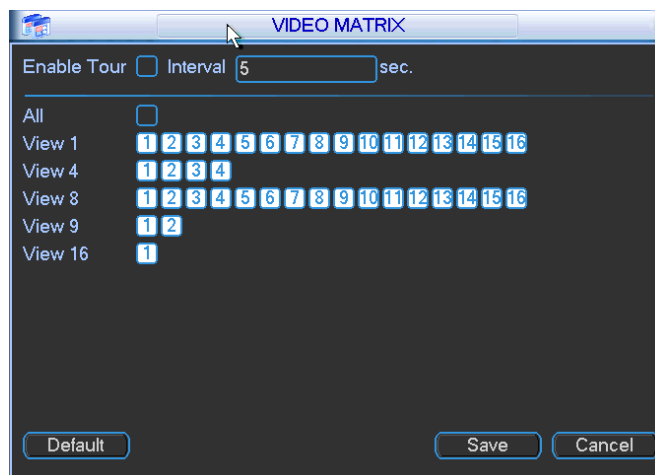 VIDEO MATRIX
Enable Tour Interval 5 sec.
All
View 1 1 2 3 4 5 6 7 8 9 10 11 12 13 14 15 16
View 4 1 2 3 4
View 8 1 2 3 4 5 6 7 8 9 10 11 12 13 14 15 16
View 9 1 2
View 16 1
Default Save Cancel